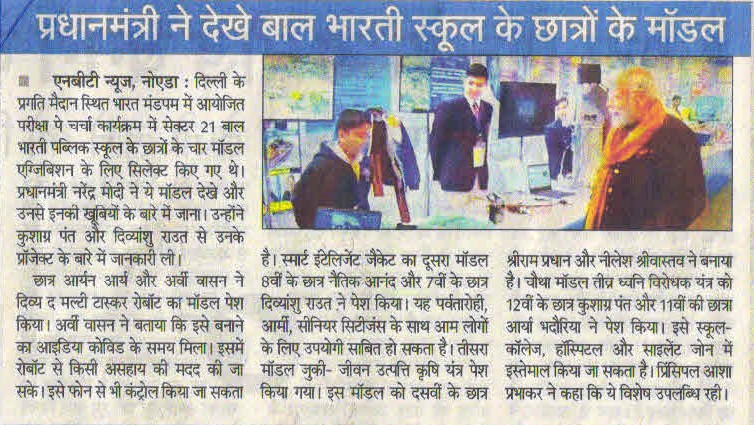 प्रधानमंत्री ने देखे बाल भारती स्कूल के छात्रों के मॉडल
एनबीटी न्यूज, नोएडा : दिल्ली के
प्रगति मैदान स्थित भारत मंडपम में आयोजित
परीक्षा पे चर्चा कार्यक्रम में सेक्टर 21 बाल
भारती पब्लिक स्कूल के छात्रों के चार मॉडल
एग्जिबिशन के लिए सिलेक्ट किए गए थे।
प्रधानमंत्री नरेंद्र मोदी ने ये मॉडल देखे और
उनसे इनकी खूबियों के बारे में जाना। उन्होंने
कुशाग्र पंत और दिव्यांशु राउत से उनके
प्रॉजेक्ट के बारे में जानकारी ली।
छात्र आर्यन आर्य और अर्वी वासन ने
दिव्य द मल्टी टास्कर रोबॉट का मॉडल पेश
किया। अर्वी वासन ने बताया कि इसे बनाने
का आइडिया कोविड के समय मिला। इसमें
रोबॉट से किसी असहाय की मदद की जा
सके। इसे फोन से भी कंट्रोल किया जा सकता
है। स्मार्ट इंटेलिजेंट जैकेट का दूसरा मॉडल
8वीं के छात्र नैतिक आनंद और 7वीं के छात्र
दिव्यांशु राउत ने पेश किया। यह पर्वतारोही,
आर्मी, सीनियर सिटीजंस के साथ आम लोगों
के लिए उपयोगी साबित हो सकता है। तीसरा
मॉडल जुकी- जीवन उत्पत्ति कृषि यंत्र पेश
किया गया। इस मॉडल को दसवीं के छात्र
श्रीराम प्रधान और नीलेश श्रीवास्तव ने बनाया
है। चौथा मॉडल तीव्र ध्वनि विरोधक यंत्र को
12वीं के छात्र कुशाग्र पंत और 11वीं की छात्रा
आर्या भदौरिया ने पेश किया। इसे स्कूल-
कॉलेज, हॉस्पिटल और साइलेंट जोन में
इस्तेमाल किया जा सकता है। प्रिंसिपल आशा
प्रभाकर ने कहा कि ये विशेष उपलब्धि रही।